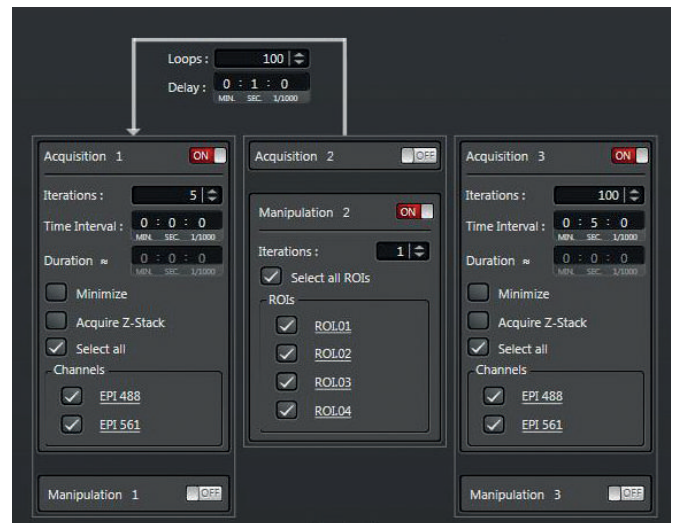 Loops : 100
Delay : 0 : 1 : 0
MIN. SEC. 1/1000
Acquisition 1 ON
Iterations : 5
Time Interval : 0 : 0 : 0
MIN. SEC. 1/1000
Duration ≈ 0 : 0 : 0
MIN. SEC. 1/1000
Minimize
Acquire Z-Stack
Select all
Channels
EPI 488
EPI 561
Manipulation 1 OFF
Acquisition 2 OFF
Manipulation 2 ON
Iterations : 1
Select all ROIs
ROIs
ROI.01
ROI.02
ROI.03
ROI.04
Acquisition 3 ON
Iterations : 100
Time Interval : 0 : 5 : 0
MIN. SEC. 1/1000
Duration ≈ 0 : 0 : 0
MIN. SEC. 1/1000
Minimize
Acquire Z-Stack
Select all
Channels
EPI 488
EPI 561
Manipulation 3 OFF